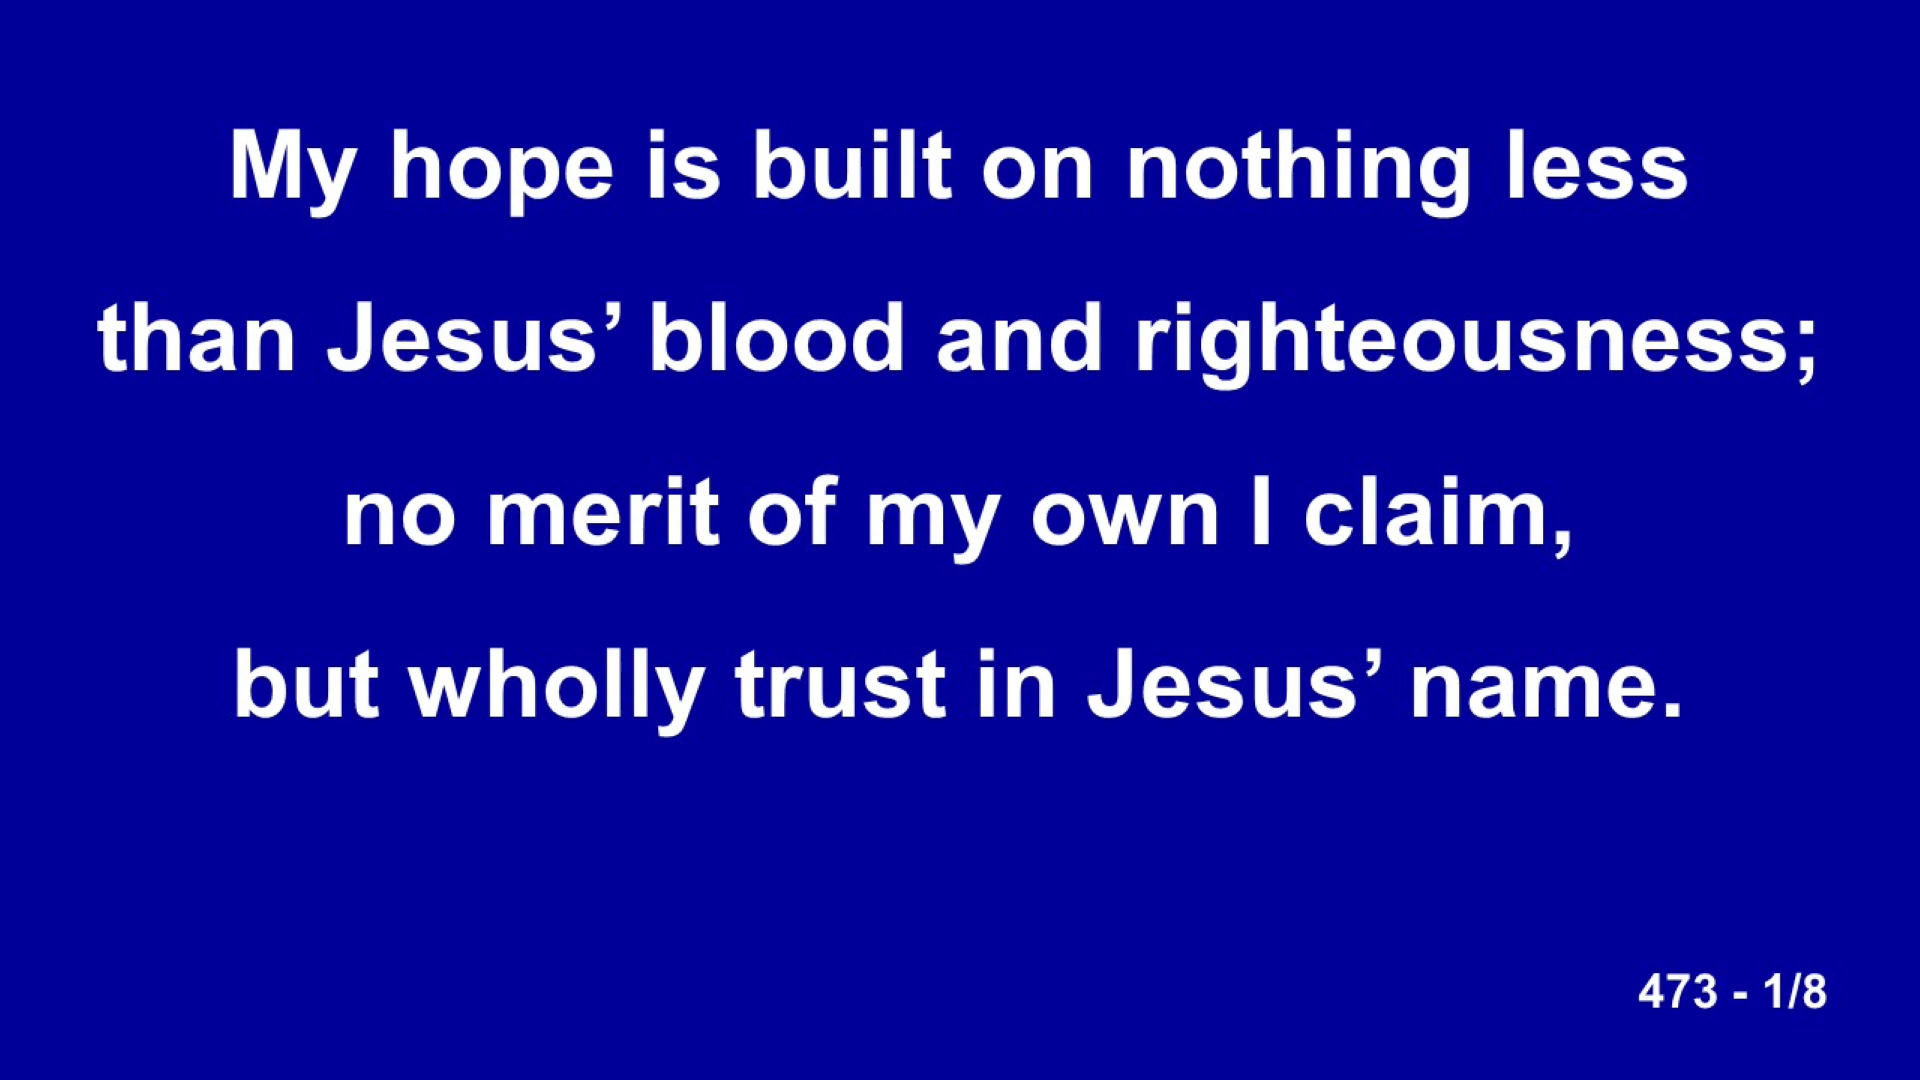 My hope is built on nothing less
than Jesus’ blood and righteousness;
no merit of my own I claim,
but wholly trust in Jesus’ name.
473 - 1/8